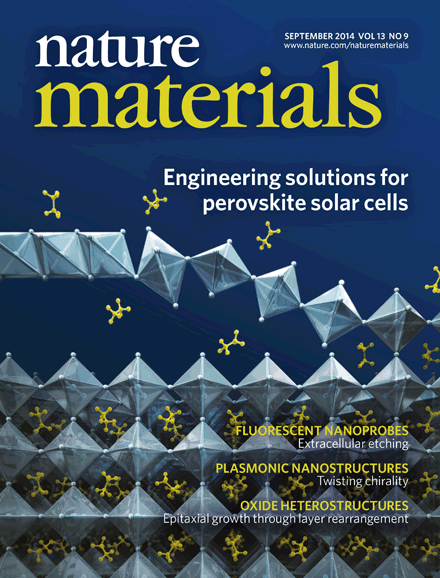 nature
materials
SEPTEMBER 2014 VOL 13 NO 9
www.nature.com/naturematerials
Engineering solutions for
perovskite solar cells
FLUORESCENT NANOPROBES
Extracellular etching
PLASMONIC NANOSTRUCTURES
Twisting chirality
OXIDE HETEROSTRUCTURES
Epitaxial growth through layer rearrangement